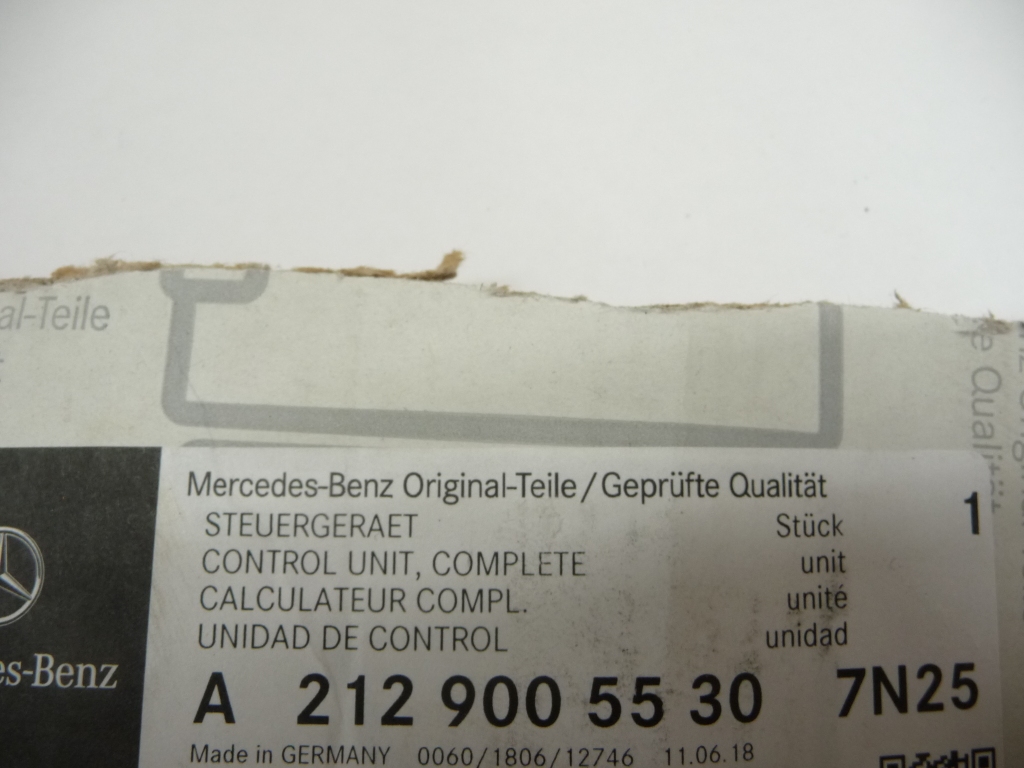 al-Teile
e Qualität
Mercedes-Benz Original-Teile/Geprüfte Qualität
STEUERGERAET Stück 1
CONTROL UNIT, COMPLETE unit
CALCULATEUR COMPL. unité
UNIDAD DE CONTROL unidad
es-Benz
A 212 900 55 30 7N25
Made in GERMANY 0060/1806/12746 11.06.18